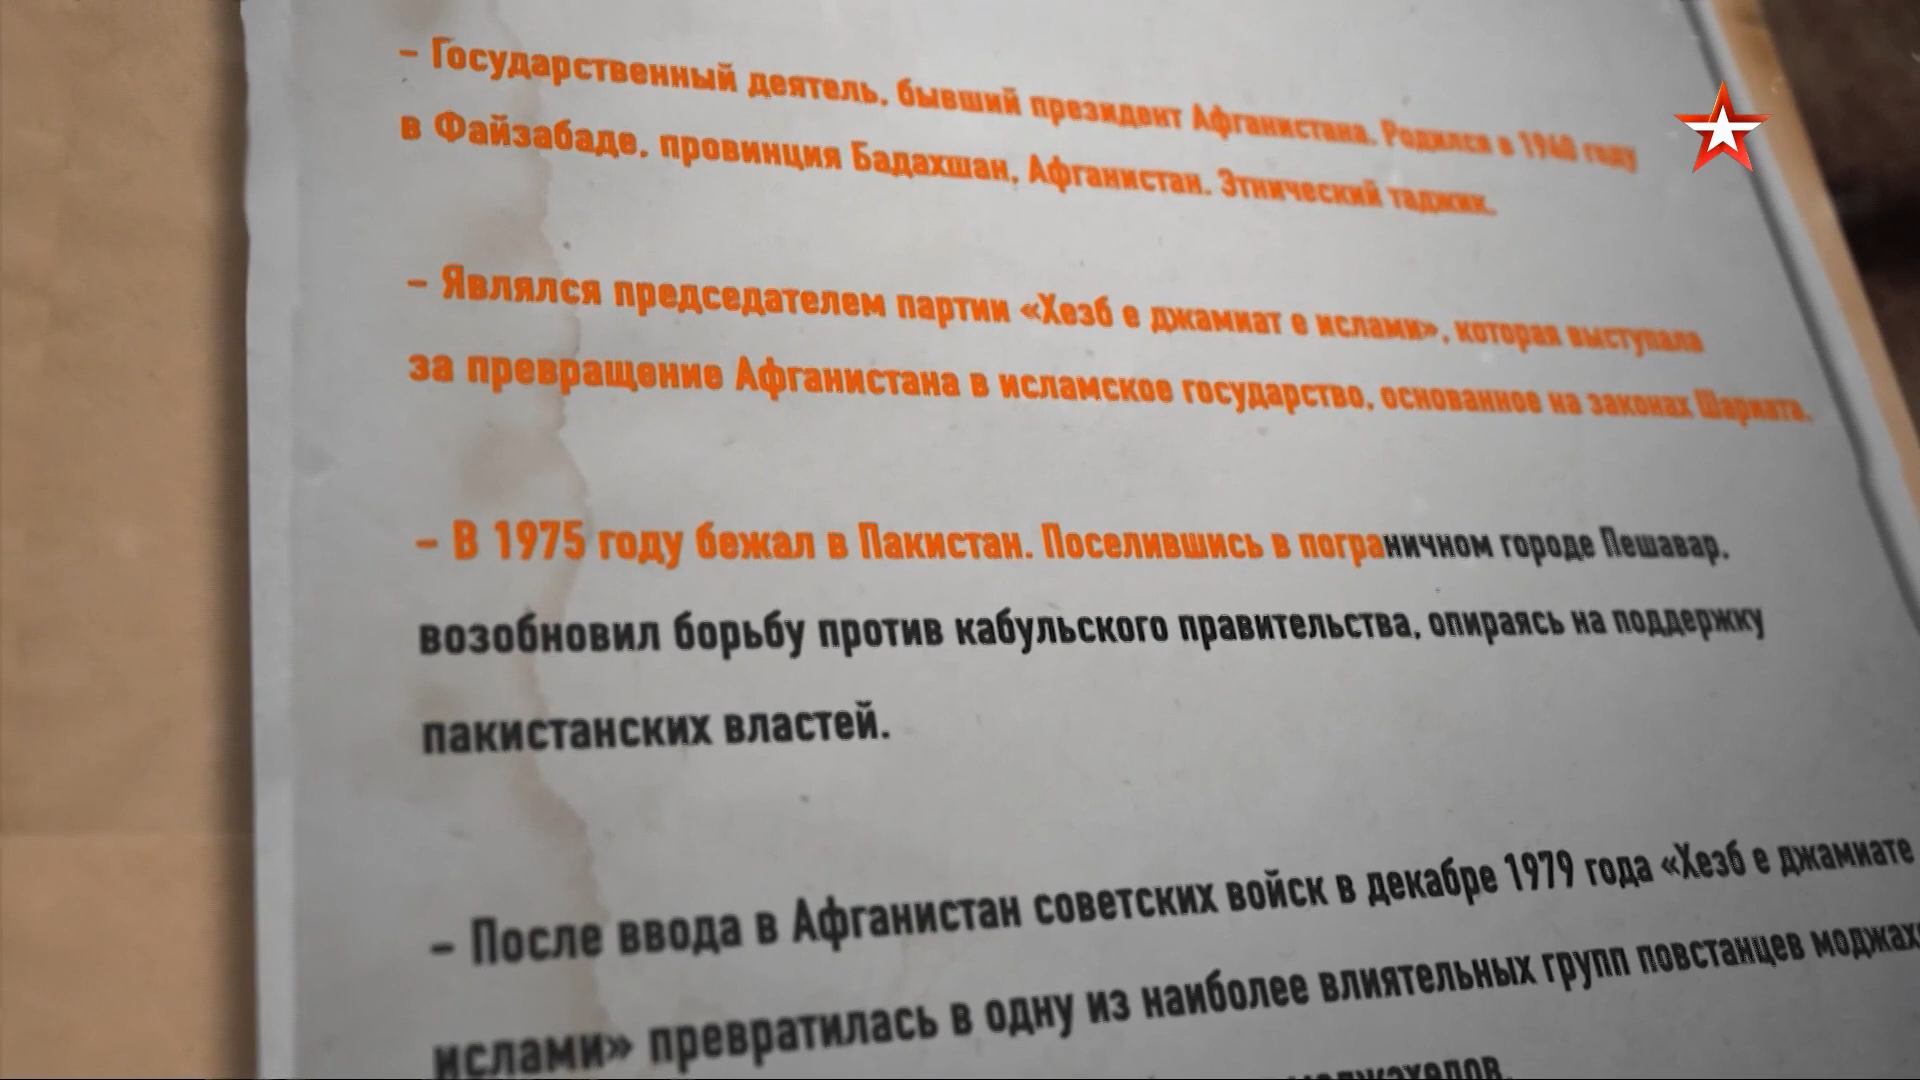 – Государственный деятель, бывший президент Афганистана. Родился в 1940 году
в Файзабаде, провинция Бадахшан, Афганистан. Этнический таджик.
– Являлся председателем партии «Хезб е джамиат е ислами», которая выступала
за превращение Афганистана в исламское государство, основанное на законах Шариата.
– В 1975 году бежал в Пакистан. Поселившись в пограничном городе Пешавар,
возобновил борьбу против кабульского правительства, опираясь на поддержку
пакистанских властей.
– После ввода в Афганистан советских войск в декабре 1979 года «Хезб е джамиате
ислами» превратилась в одну из наиболее влиятельных групп повстанцев моджах